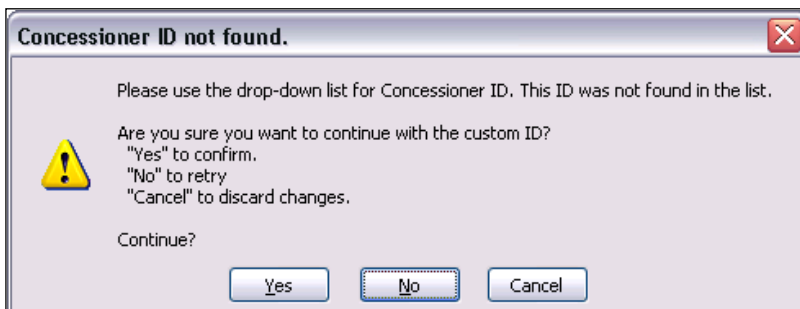 Concessioner ID not found.
Please use the drop-down list for Concessioner ID. This ID was not found in the list.
Are you sure you want to continue with the custom ID?
"Yes" to confirm.
"No" to retry
"Cancel" to discard changes.
Continue?
Yes
No
Cancel